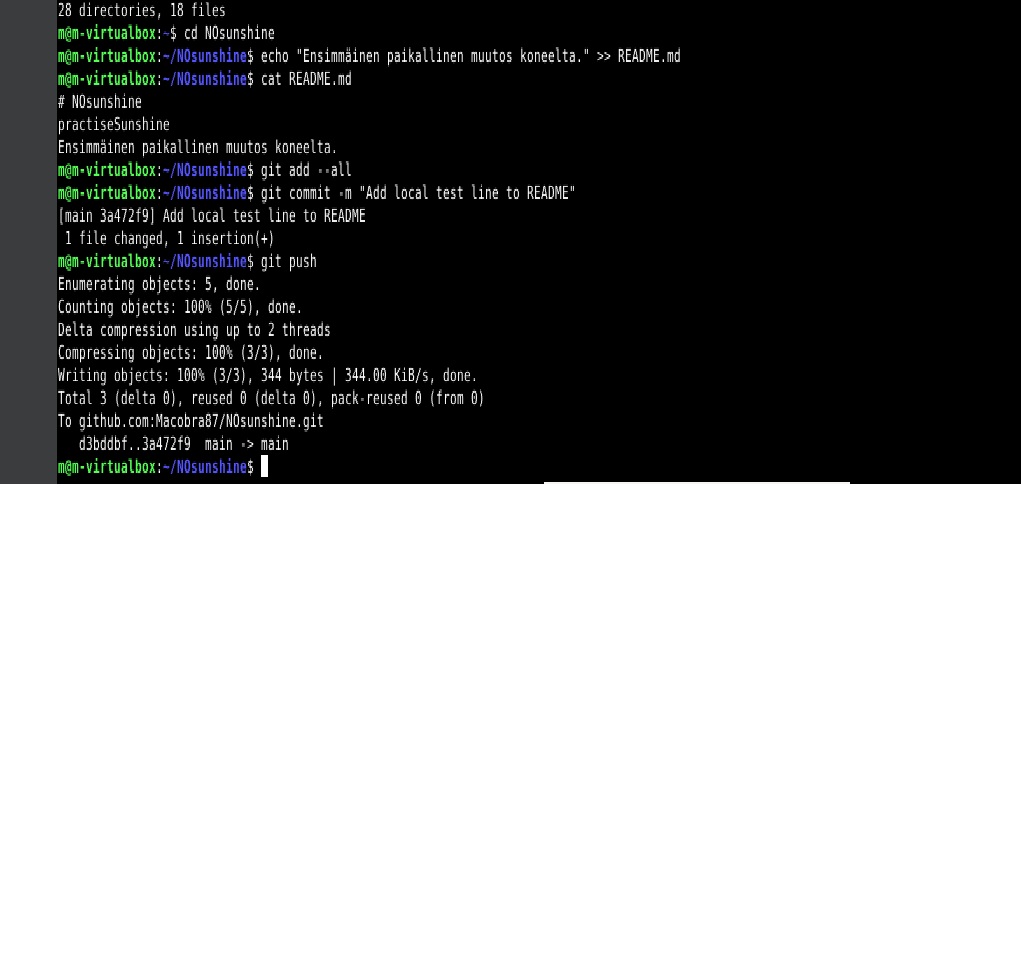 28 directories, 18 files
m@m-virtualbox:~$ cd NOsunshine
m@m-virtualbox:~/NOsunshine$ echo "Ensimmäinen paikallinen muutos koneelta." >> README.md
m@m-virtualbox:~/NOsunshine$ cat README.md
# NOsunshine
practiseSunshine
Ensimmäinen paikallinen muutos koneelta.
m@m-virtualbox:~/NOsunshine$ git add --all
m@m-virtualbox:~/NOsunshine$ git commit -m "Add local test line to README"
[main 3a472f9] Add local test line to README
 1 file changed, 1 insertion(+)
m@m-virtualbox:~/NOsunshine$ git push
Enumerating objects: 5, done.
Counting objects: 100% (5/5), done.
Delta compression using up to 2 threads
Compressing objects: 100% (3/3), done.
Writing objects: 100% (3/3), 344 bytes | 344.00 KiB/s, done.
Total 3 (delta 0), reused 0 (delta 0), pack-reused 0 (from 0)
To github.com:Macobra87/NOsunshine.git
   d3bddbf..3a472f9  main -> main
m@m-virtualbox:~/NOsunshine$